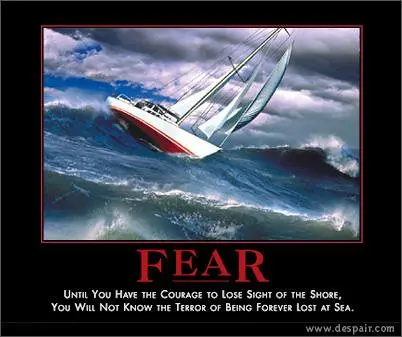 FEAR
UNTIL YOU HAVE THE COURAGE TO LOSE SIGHT OF THE SHORE,
YOU WILL NOT KNOW THE TERROR OF BEING FOREVER LOST AT SEA.
www.despair.com